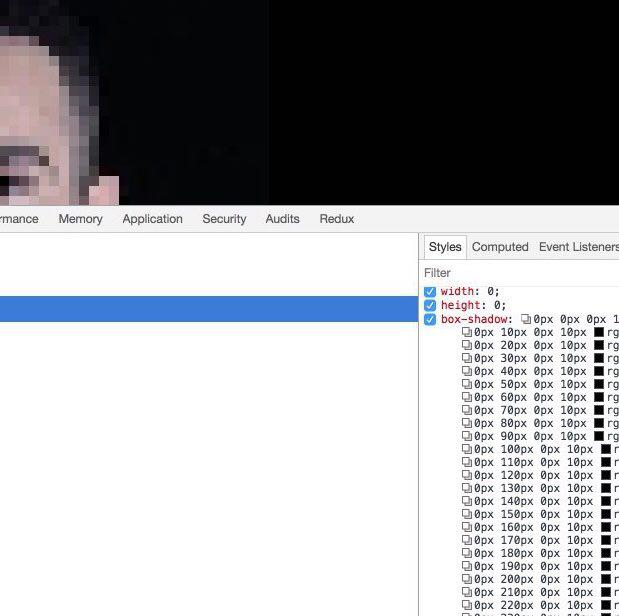 Memory Application Security Audits Redux
Styles Computed Event Listeners
Filter
width: 0;
height: 0;
box-shadow: 0px 0px 0px 1
0px 10px 0px 10px rg
0px 20px 0px 10px rg
0px 30px 0px 10px rg
0px 40px 0px 10px rg
0px 50px 0px 10px rg
0px 60px 0px 10px rg
0px 70px 0px 10px rg
0px 80px 0px 10px rg
0px 90px 0px 10px rg
0px 100px 0px 10px r
0px 110px 0px 10px r
0px 120px 0px 10px r
0px 130px 0px 10px r
0px 140px 0px 10px r
0px 150px 0px 10px r
0px 160px 0px 10px r
0px 170px 0px 10px r
0px 180px 0px 10px r
0px 190px 0px 10px r
0px 200px 0px 10px r
0px 210px 0px 10px r
0px 220px 0px 10px r